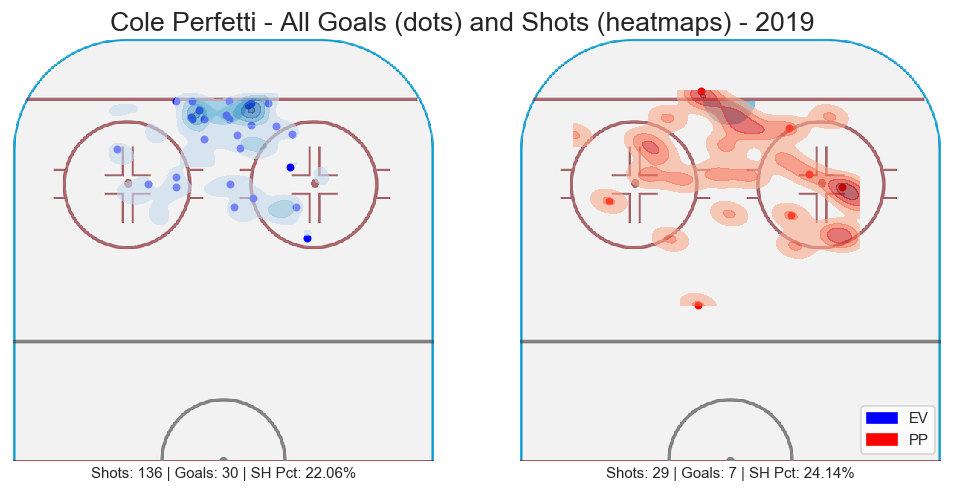 Cole Perfetti - All Goals (dots) and Shots (heatmaps) - 2019
EV
PP
Shots: 136 | Goals: 30 | SH Pct: 22.06%
Shots: 29 | Goals: 7 | SH Pct: 24.14%